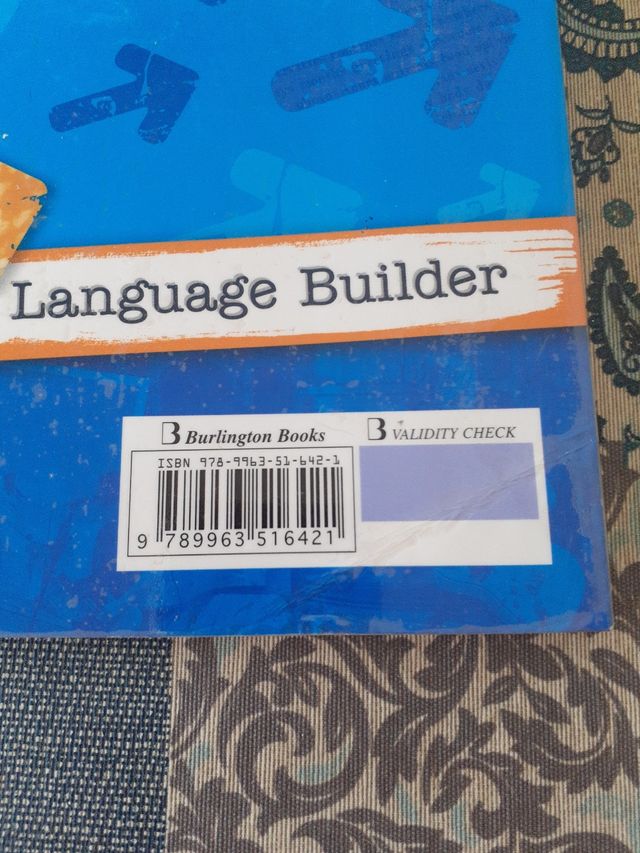 Language Builder
B Burlington Books
B VALIDITY CHECK
ISBN 978-9963-51-642-1
9 789963 516421